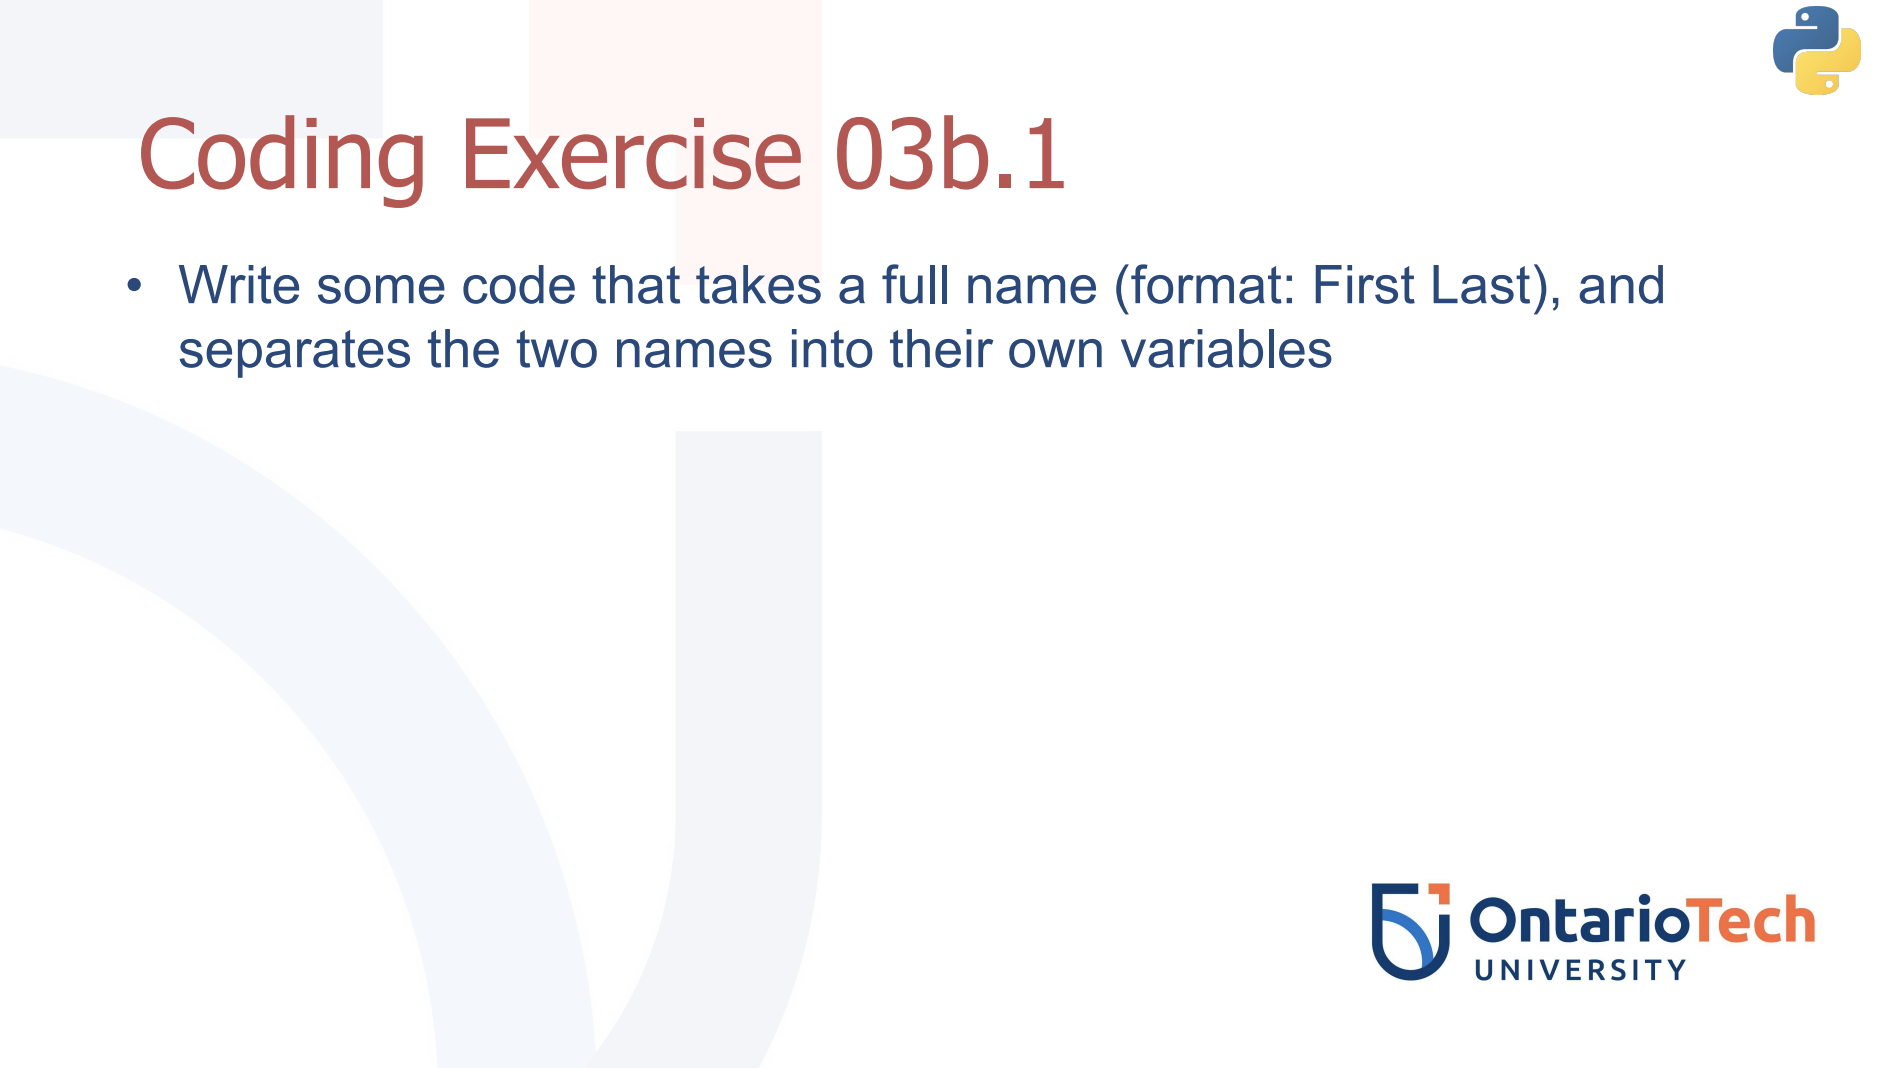 Coding Exercise 03b.1
• Write some code that takes a full name (format: First Last), and
separates the two names into their own variables
OntarioTech
UNIVERSITY